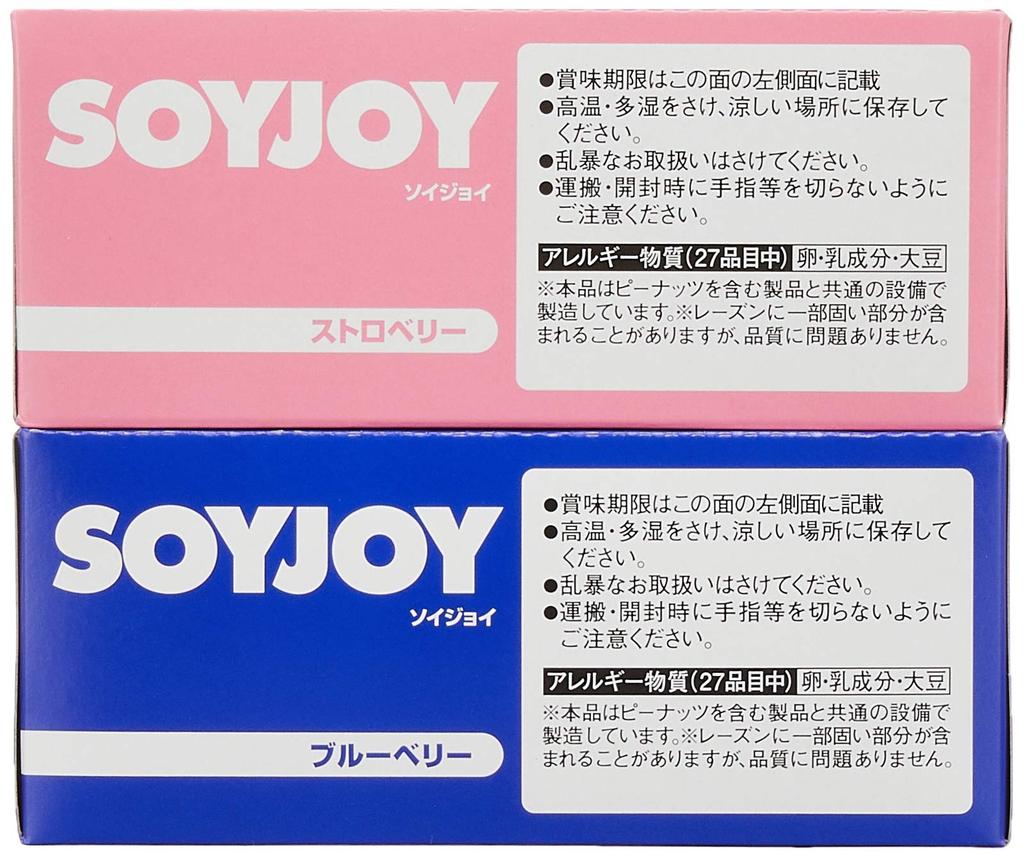 SOYJOY
ソイジョイ
ストロベリー
●賞味期限はこの面の左側面に記載
●高温・多湿をさけ、涼しい場所に保存して
ください。
●乱暴なお取扱いはさけてください。
●運搬・開封時に手指等を切らないように
ご注意ください。
アレルギー物質(27品目中) 卵・乳成分・大豆
※本品はピーナッツを含む製品と共通の設備で
製造しています。※レーズンに一部固い部分が含
まれることがありますが、品質に問題ありません。
SOYJOY
ソイジョイ
ブルーベリー
●賞味期限はこの面の左側面に記載
●高温・多湿をさけ、涼しい場所に保存して
ください。
●乱暴なお取扱いはさけてください。
●運搬・開封時に手指等を切らないように
ご注意ください。
アレルギー物質(27品目中) 卵・乳成分・大豆
※本品はピーナッツを含む製品と共通の設備で
製造しています。※レーズンに一部固い部分が含
まれることがありますが、品質に問題ありません。